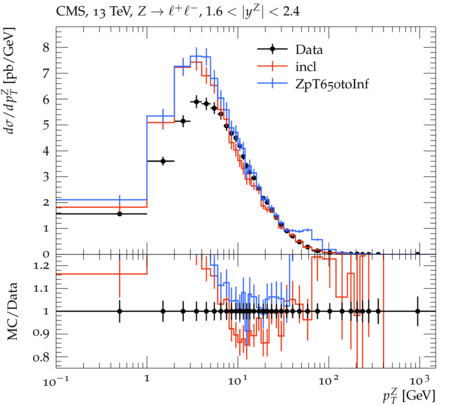 CMS, 13 TeV, Z → ℓ⁺ℓ⁻, 1.6 < |y^Z| < 2.4
dσ/dp_T^Z [pb/GeV]
8
7
6
5
4
3
2
1
0
Data
incl
ZpT650toInf
MC/Data
1.2
1.1
1
0.9
0.8
10⁻¹ 1 10¹ 10² 10³
p_T^Z [GeV]